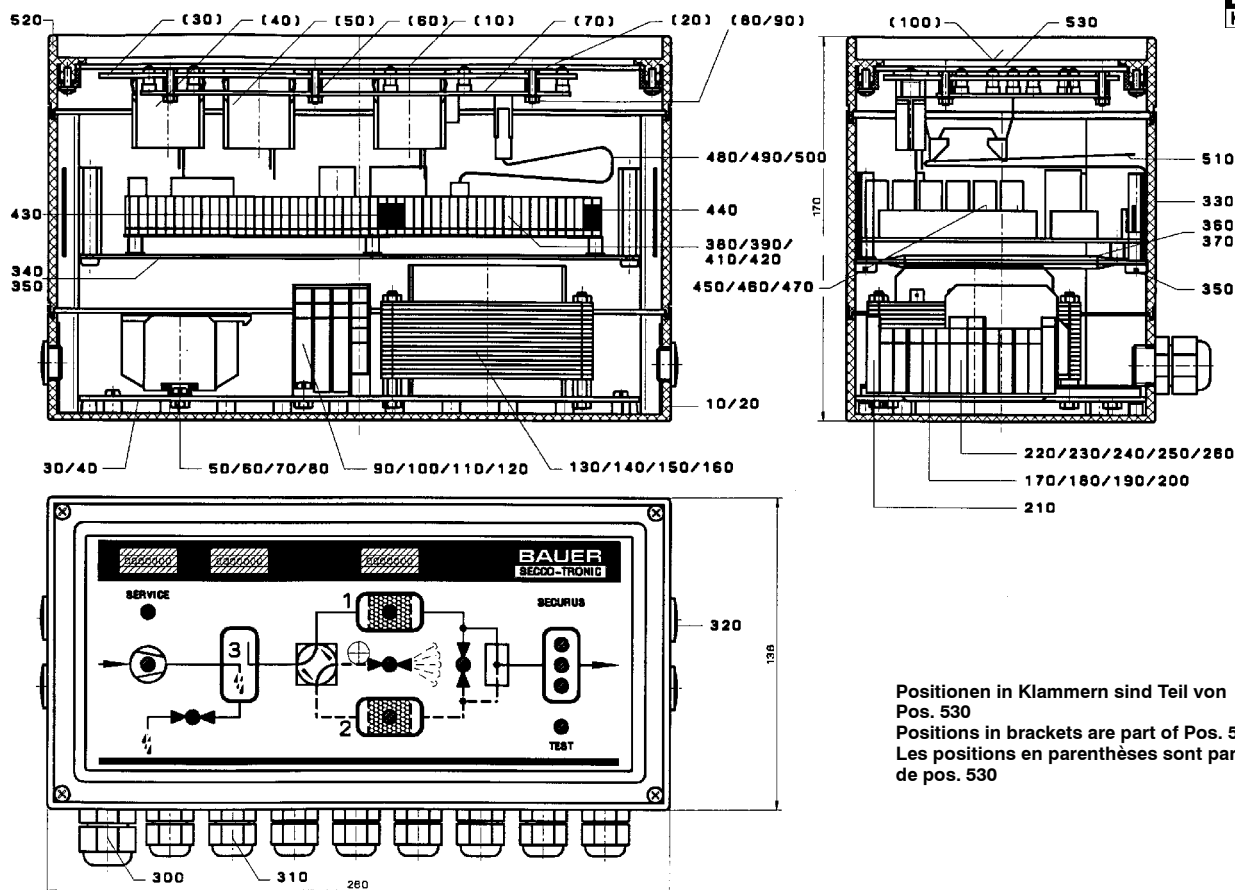 520 (30) (40) (50) (60) (10) (70) (20) (80/90)
(100) 530
480/490/500
510
430
440
330
380/390/
410/420
360
370
340
350
450/460/470
350
170
10/20
30/40 50/60/70/80 90/100/110/120 130/140/150/160
220/230/240/250/260
170/180/190/200
210
BAUER
SECCO-TRONIC
SERVICE
SECURUS
1
3
2
TEST
320
136
Positionen in Klammern sind Teil von
Pos. 530
Positions in brackets are part of Pos. 5
Les positions en parenthèses sont par
de pos. 530
300 310
260